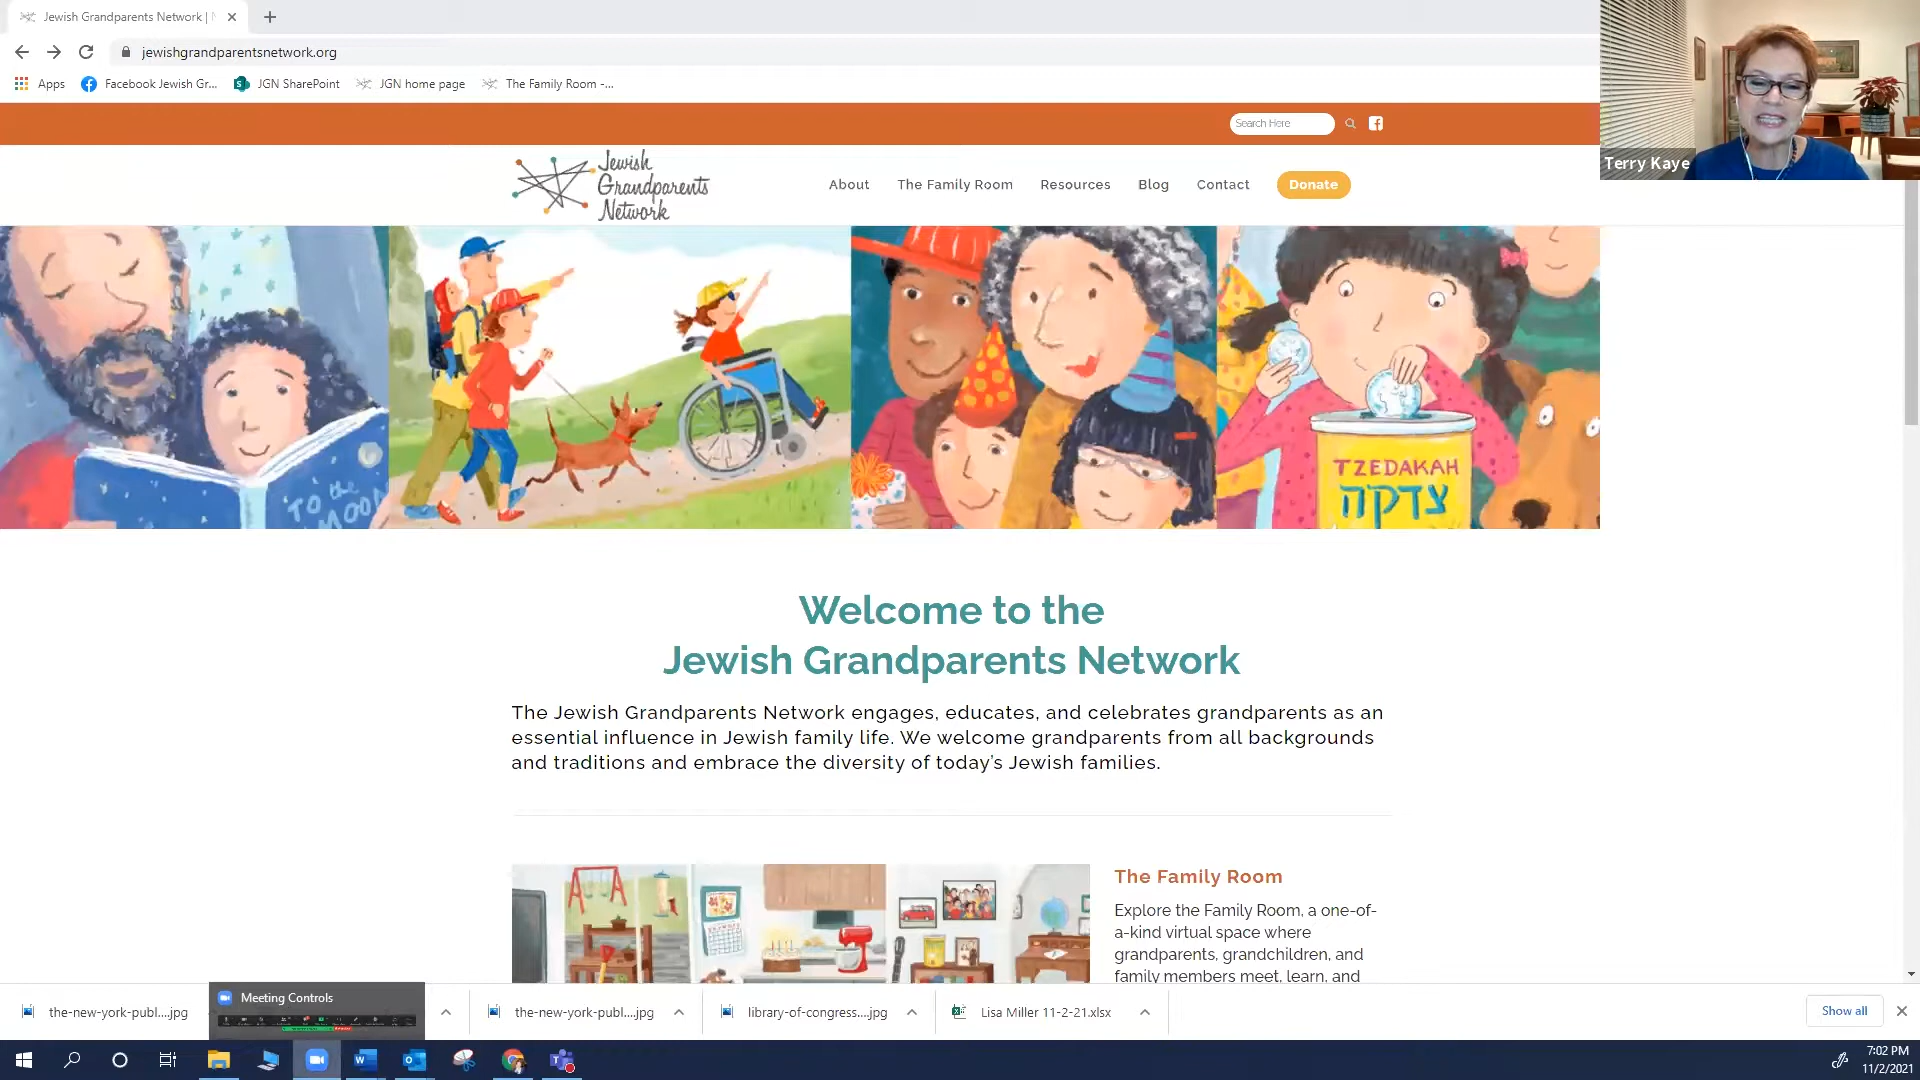 Jewish Grandparents Network |
jewishgrandparentsnetwork.org
Apps
Facebook Jewish Gr...
JGN SharePoint
JGN home page
The Family Room -...
Search Here
Terry Kaye
Jewish
Grandparents
Network
About
The Family Room
Resources
Blog
Contact
Donate
TO the
MOON
TZEDAKAH
צדקה
Welcome to the
Jewish Grandparents Network
The Jewish Grandparents Network engages, educates, and celebrates grandparents as an
essential influence in Jewish family life. We welcome grandparents from all backgrounds
and traditions and embrace the diversity of today's Jewish families.
The Family Room
Explore the Family Room, a one-of-
a-kind virtual space where
grandparents, grandchildren, and
family members meet, learn, and
the-new-york-publ....jpg
Meeting Controls
the-new-york-publ....jpg
library-of-congress....jpg
Lisa Miller 11-2-21.xlsx
Show all
7:02 PM
11/2/2021